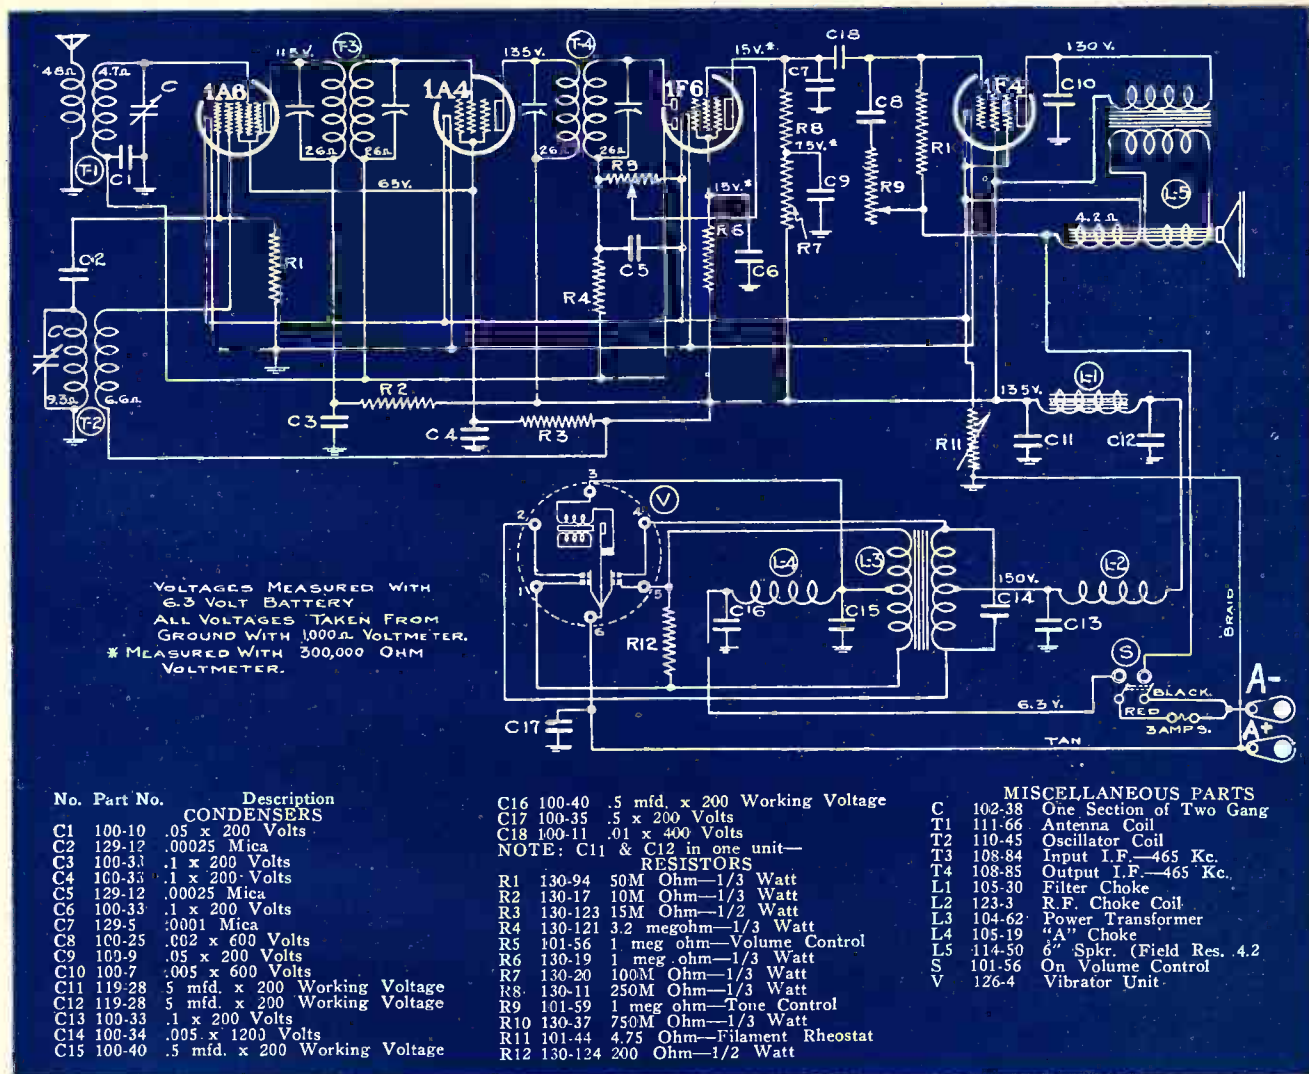 C18
115V.
T-3
135V.
T-4
15V.*
130V.
48Ω
4.7Ω
C
1A6
1A4
1F6
C7
1F4
C10
C8
R8
T-1
C1
26Ω
26Ω
26Ω
26Ω
75V.*
R1
65V.
R5
15V.*
C9
R9
L-5
4.2Ω
R6
R7
C2
R1
C5
C6
R4
C
9.3Ω
6.6Ω
T-2
R2
135V.
L-1
C3
C4
R3
R11
C11
C12
3
V
2
4
1
5
6
L-4
L-3
150V.
L-2
C16
C15
C14
C13
R12
BRAID
VOLTAGES MEASURED WITH
6.3 VOLT BATTERY
ALL VOLTAGES TAKEN FROM
GROUND WITH 1,000Ω VOLTMETER.
* MEASURED WITH 300,000 OHM
VOLTMETER.
S
BLACK.
A-
6.3 V.
RED
3AMPS.
C17
A+
TAN
No. Part No. Description
CONDENSERS
C1 100-10 .05 x 200 Volts
C2 129-12 .00025 Mica
C3 100-33 .1 x 200 Volts
C4 100-33 .1 x 200 Volts
C5 129-12 .00025 Mica
C6 100-33 .1 x 200 Volts
C7 129-5 .0001 Mica
C8 100-25 .002 x 600 Volts
C9 100-9 .05 x 200 Volts
C10 100-7 .005 x 600 Volts
C11 119-28 5 mfd. x 200 Working Voltage
C12 119-28 5 mfd. x 200 Working Voltage
C13 100-33 .1 x 200 Volts
C14 100-34 .005 x 1200 Volts
C15 100-40 .5 mfd. x 200 Working Voltage
C16 100-40 .5 mfd. x 200 Working Voltage
C17 100-35 .5 x 200 Volts
C18 100-11 .01 x 400 Volts
NOTE: C11 & C12 in one unit—
RESISTORS
R1 130-94 50M Ohm—1/3 Watt
R2 130-17 10M Ohm—1/3 Watt
R3 130-123 15M Ohm—1/2 Watt
R4 130-121 3.2 megohm—1/3 Watt
R5 101-56 1 meg ohm—Volume Control
R6 130-19 1 meg ohm—1/3 Watt
R7 130-20 100M Ohm—1/3 Watt
R8 130-11 250M Ohm—1/3 Watt
R9 101-59 1 meg ohm—Tone Control
R10 130-37 750M Ohm—1/3 Watt
R11 101-44 4.75 Ohm—Filament Rheostat
R12 130-124 200 Ohm—1/2 Watt
MISCELLANEOUS PARTS
C 102-38 One Section of Two Gang
T1 111-66 Antenna Coil
T2 110-45 Oscillator Coil
T3 108-84 Input I.F.—465 Kc.
T4 108-85 Output I.F.—465 Kc.
L1 105-30 Filter Choke
L2 123-3 R.F. Choke Coil
L3 104-62 Power Transformer
L4 105-19 "A" Choke
L5 114-50 6" Spkr. (Field Res. 4.2
S 101-56 On Volume Control
V 126-4 Vibrator Unit